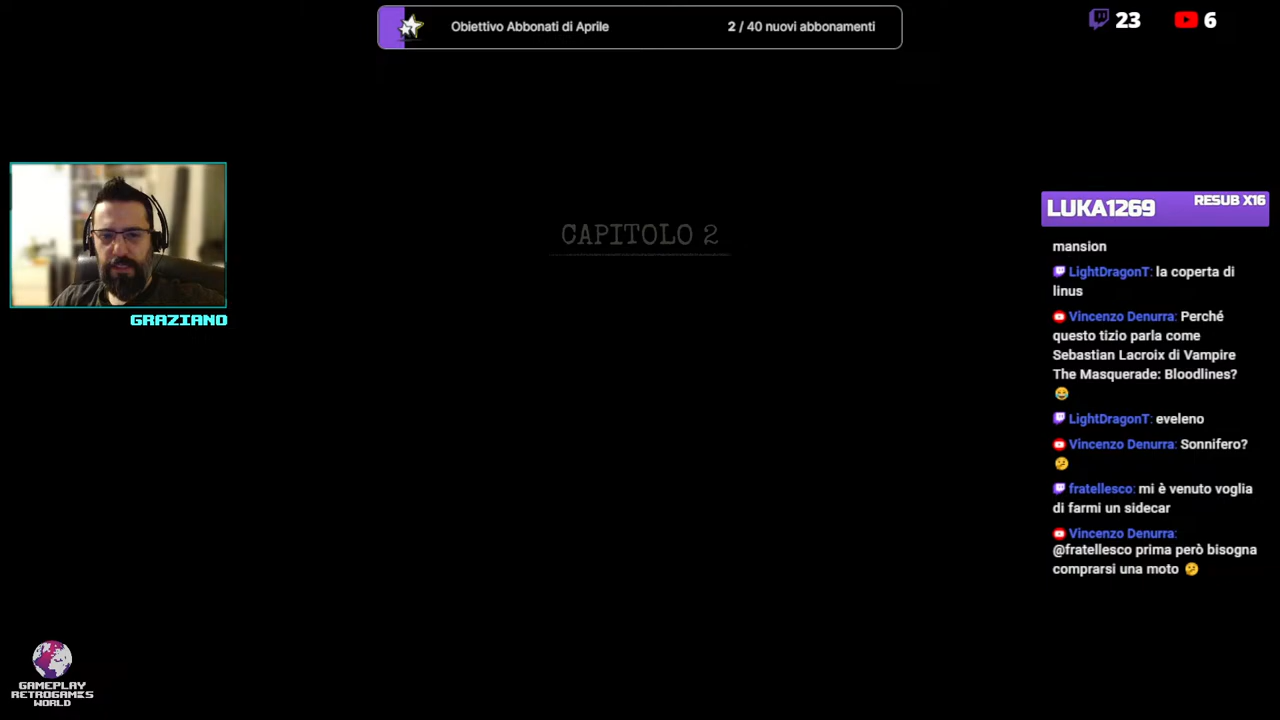 Obiettivo Abbonati di Aprile 2 / 40 nuovi abbonamenti
23 6
GRAZIANO
CAPITOLO 2
LUKA1269 RESUB X16
mansion
LightDragonT: la coperta di
linus
Vincenzo Denurra: Perché
questo tizio parla come
Sebastian Lacroix di Vampire
The Masquerade: Bloodlines?
LightDragonT: eveleno
Vincenzo Denurra: Sonnifero?
fratellesco: mi è venuto voglia
di farmi un sidecar
Vincenzo Denurra:
@fratellesco prima però bisogna
comprarsi una moto
GAMEPLAY
RETROGAMES
WORLD